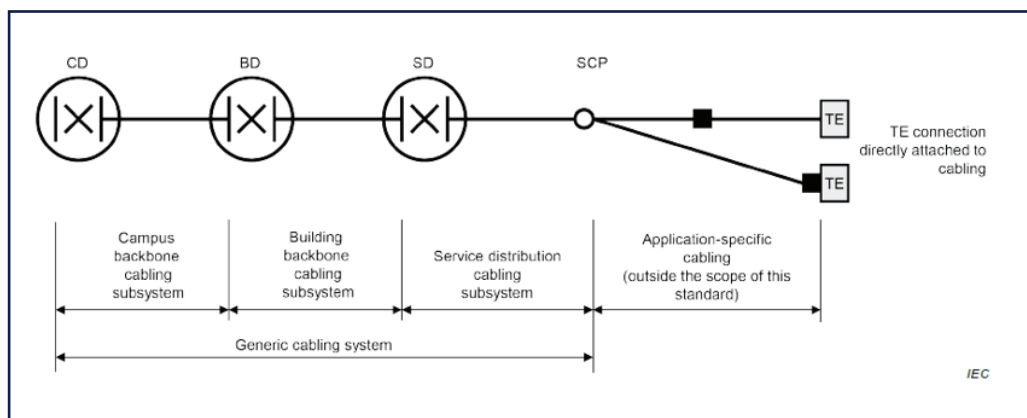 CD
BD
SD
SCP
TE
TE connection
directly attached to
cabling
TE
Campus
backbone
cabling
subsystem
Building
backbone
cabling
subsystem
Service distribution
cabling
subsystem
Application-specific
cabling
(outside the scope of this
standard)
Generic cabling system
IEC